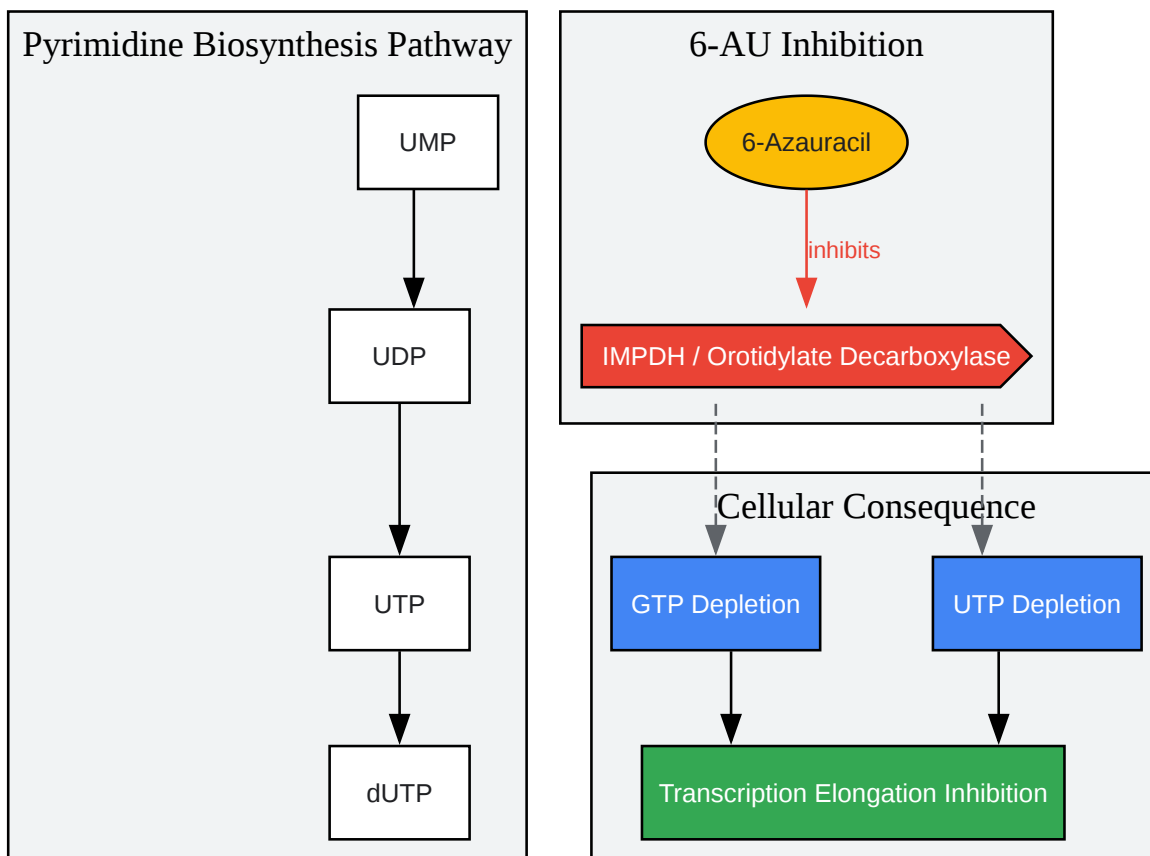 Pyrimidine Biosynthesis Pathway
UMP
UDP
UTP
dUTP
6-AU Inhibition
6-Azauracil
inhibits
IMPDH / Orotidylate Decarboxylase
Cellular Consequence
GTP Depletion
UTP Depletion
Transcription Elongation Inhibition